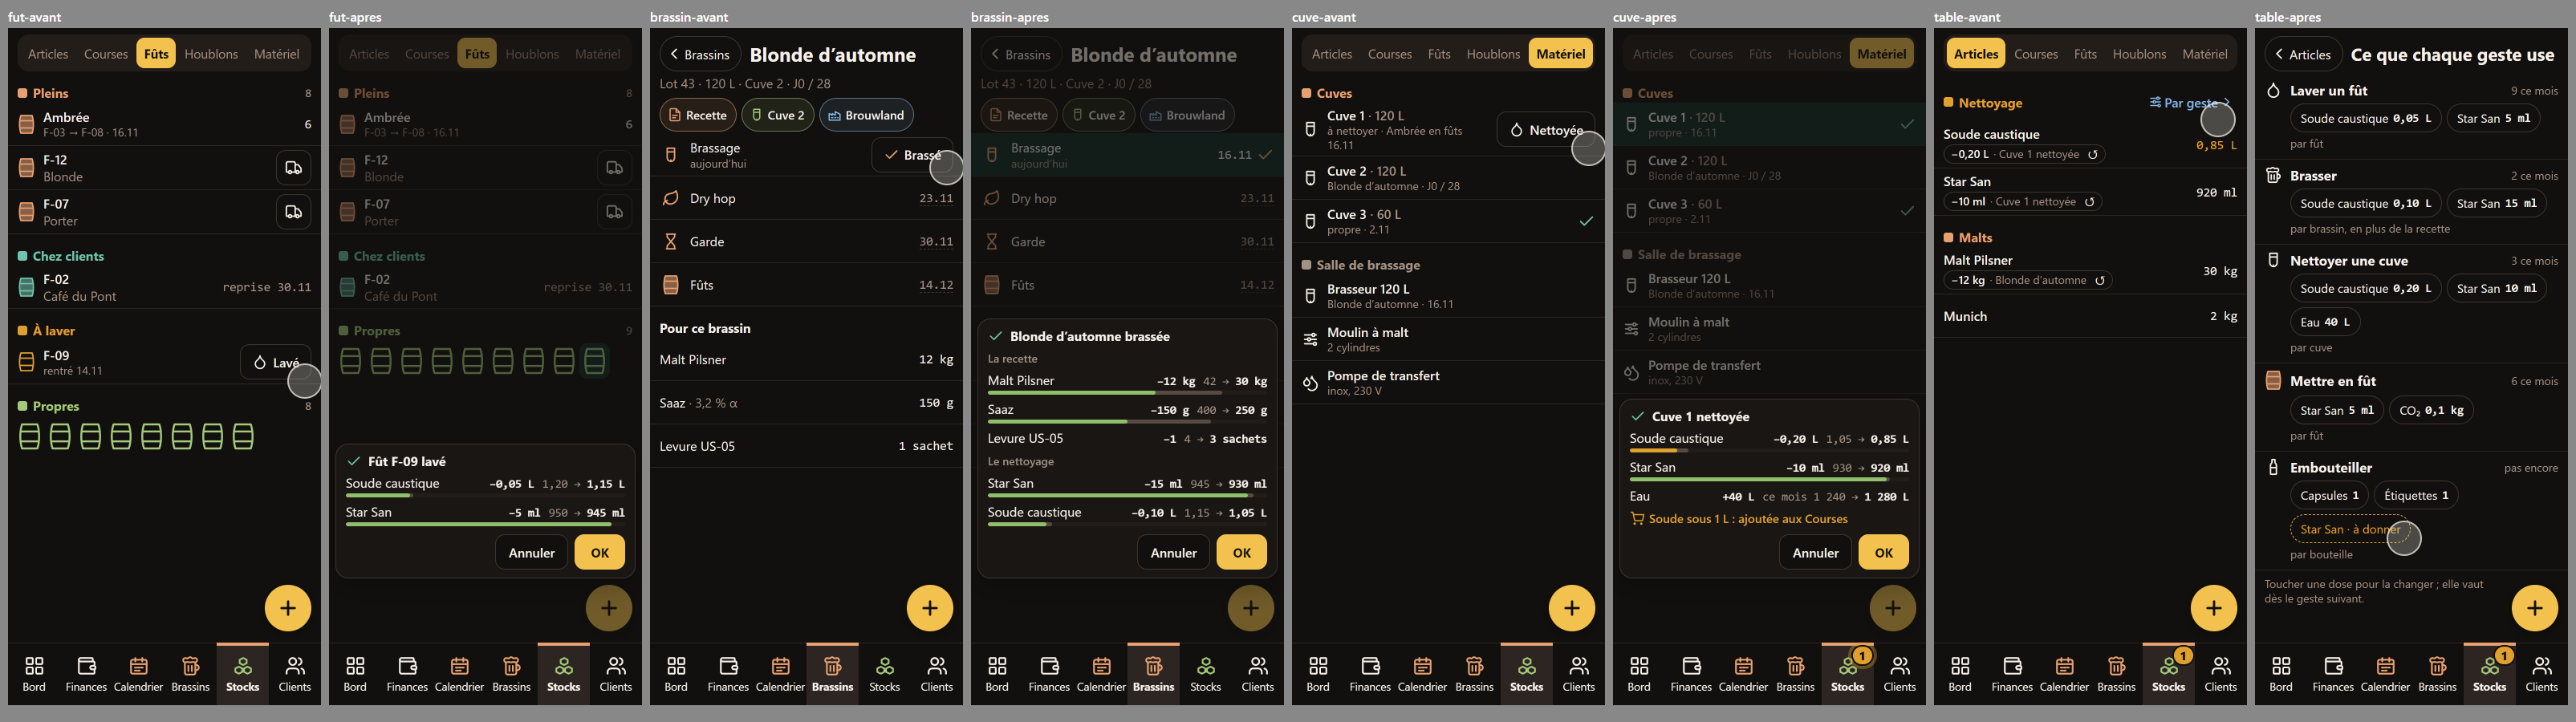 fut-avant
Articles Courses Fûts Houblons Matériel
Pleins 8
Ambrée
F-03 → F-08 · 16.11 6
F-12
Blonde
F-07
Porter
Chez clients
F-02
Café du Pont reprise 30.11
À laver
F-09
rentré 14.11 Lavé
Propres 8
+
Bord Finances Calendrier Brassins Stocks Clients
fut-apres
Articles Courses Fûts Houblons Matériel
Pleins 8
Ambrée
F-03 → F-08 · 16.11 6
F-12
Blonde
F-07
Porter
Chez clients
F-02
Café du Pont reprise 30.11
Propres 9
Fût F-09 lavé
Soude caustique −0,05 L 1,20 → 1,15 L
Star San −5 ml 950 → 945 ml
Annuler OK
+
Bord Finances Calendrier Brassins Stocks Clients
brassin-avant
Brassins Blonde d’automne
Lot 43 · 120 L · Cuve 2 · J0 / 28
Recette Cuve 2 Brouwland
Brassage
aujourd’hui Brassé
Dry hop 23.11
Garde 30.11
Fûts 14.12
Pour ce brassin
Malt Pilsner 12 kg
Saaz · 3,2 % α 150 g
Levure US-05 1 sachet
+
Bord Finances Calendrier Brassins Stocks Clients
brassin-apres
Brassins Blonde d’automne
Lot 43 · 120 L · Cuve 2 · J0 / 28
Recette Cuve 2 Brouwland
Brassage
aujourd’hui 16.11
Dry hop 23.11
Garde 30.11
Fûts 14.12
Blonde d’automne brassée
La recette
Malt Pilsner −12 kg 42 → 30 kg
Saaz −150 g 400 → 250 g
Levure US-05 −1 4 → 3 sachets
Le nettoyage
Star San −15 ml 945 → 930 ml
Soude caustique −0,10 L 1,15 → 1,05 L
Annuler OK
+
Bord Finances Calendrier Brassins Stocks Clients
cuve-avant
Articles Courses Fûts Houblons Matériel
Cuves
Cuve 1 · 120 L
à nettoyer · Ambrée en fûts
16.11
Nettoyée
Cuve 2 · 120 L
Blonde d’automne · J0 / 28
Cuve 3 · 60 L
propre · 2.11
Salle de brassage
Brasseur 120 L
Blonde d’automne · 16.11
Moulin à malt
2 cylindres
Pompe de transfert
inox, 230 V
+
Bord Finances Calendrier Brassins Stocks Clients
cuve-apres
Articles Courses Fûts Houblons Matériel
Cuves
Cuve 1 · 120 L
propre · 16.11
Cuve 2 · 120 L
Blonde d’automne · J0 / 28
Cuve 3 · 60 L
propre · 2.11
Salle de brassage
Brasseur 120 L
Blonde d’automne · 16.11
Moulin à malt
2 cylindres
Pompe de transfert
inox, 230 V
Cuve 1 nettoyée
Soude caustique −0,20 L 1,05 → 0,85 L
Star San −10 ml 930 → 920 ml
Eau +40 L ce mois 1 240 → 1 280 L
Soude sous 1 L : ajoutée aux Courses
Annuler OK
+
1
Bord Finances Calendrier Brassins Stocks Clients
table-avant
Articles Courses Fûts Houblons Matériel
Nettoyage Par geste
Soude caustique
−0,20 L · Cuve 1 nettoyée ↺ 0,85 L
Star San
−10 ml · Cuve 1 nettoyée ↺ 920 ml
Malts
Malt Pilsner
−12 kg · Blonde d’automne ↺ 30 kg
Munich 2 kg
+
1
Bord Finances Calendrier Brassins Stocks Clients
table-apres
Articles Ce que chaque geste use
Laver un fût 9 ce mois
Soude caustique 0,05 L Star San 5 ml
par fût
Brasser 2 ce mois
Soude caustique 0,10 L Star San 15 ml
par brassin, en plus de la recette
Nettoyer une cuve 3 ce mois
Soude caustique 0,20 L Star San 10 ml
Eau 40 L
par cuve
Mettre en fût 6 ce mois
Star San 5 ml CO₂ 0,1 kg
par fût
Embouteiller pas encore
Capsules 1 Étiquettes 1
Star San · à donner
par bouteille
Toucher une dose pour la changer ; elle vaut
dès le geste suivant.
+
1
Bord Finances Calendrier Brassins Stocks Clients